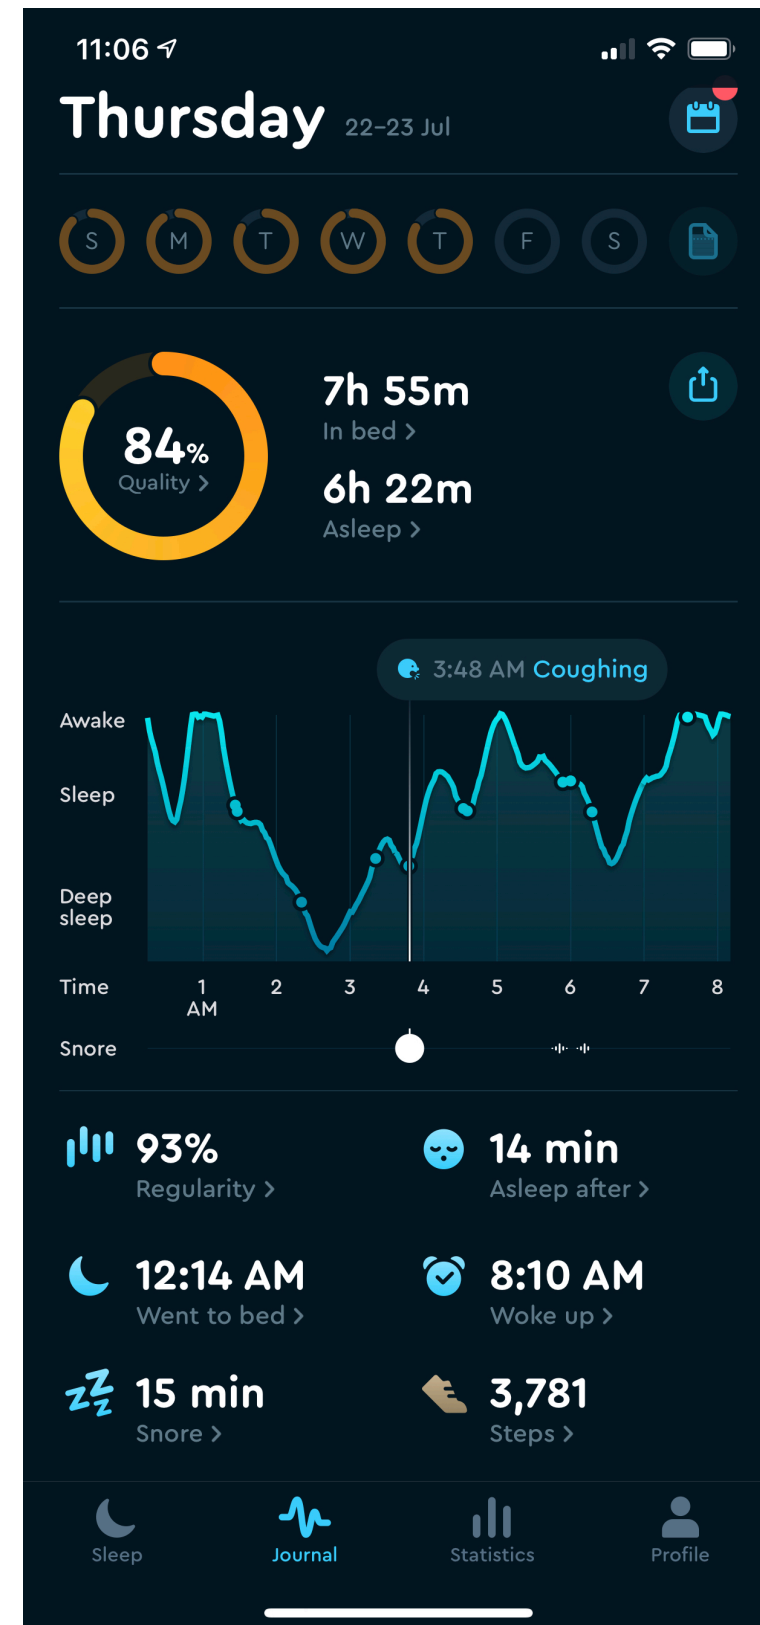 11:06
Thursday 22–23 Jul
S M T W T F S
84%
Quality >
7h 55m
In bed >
6h 22m
Asleep >
3:48 AM Coughing
Awake
Sleep
Deep
sleep
Time 1 2 3 4 5 6 7 8
AM
Snore
93%
Regularity >
14 min
Asleep after >
12:14 AM
Went to bed >
8:10 AM
Woke up >
15 min
Snore >
3,781
Steps >
Sleep Journal Statistics Profile